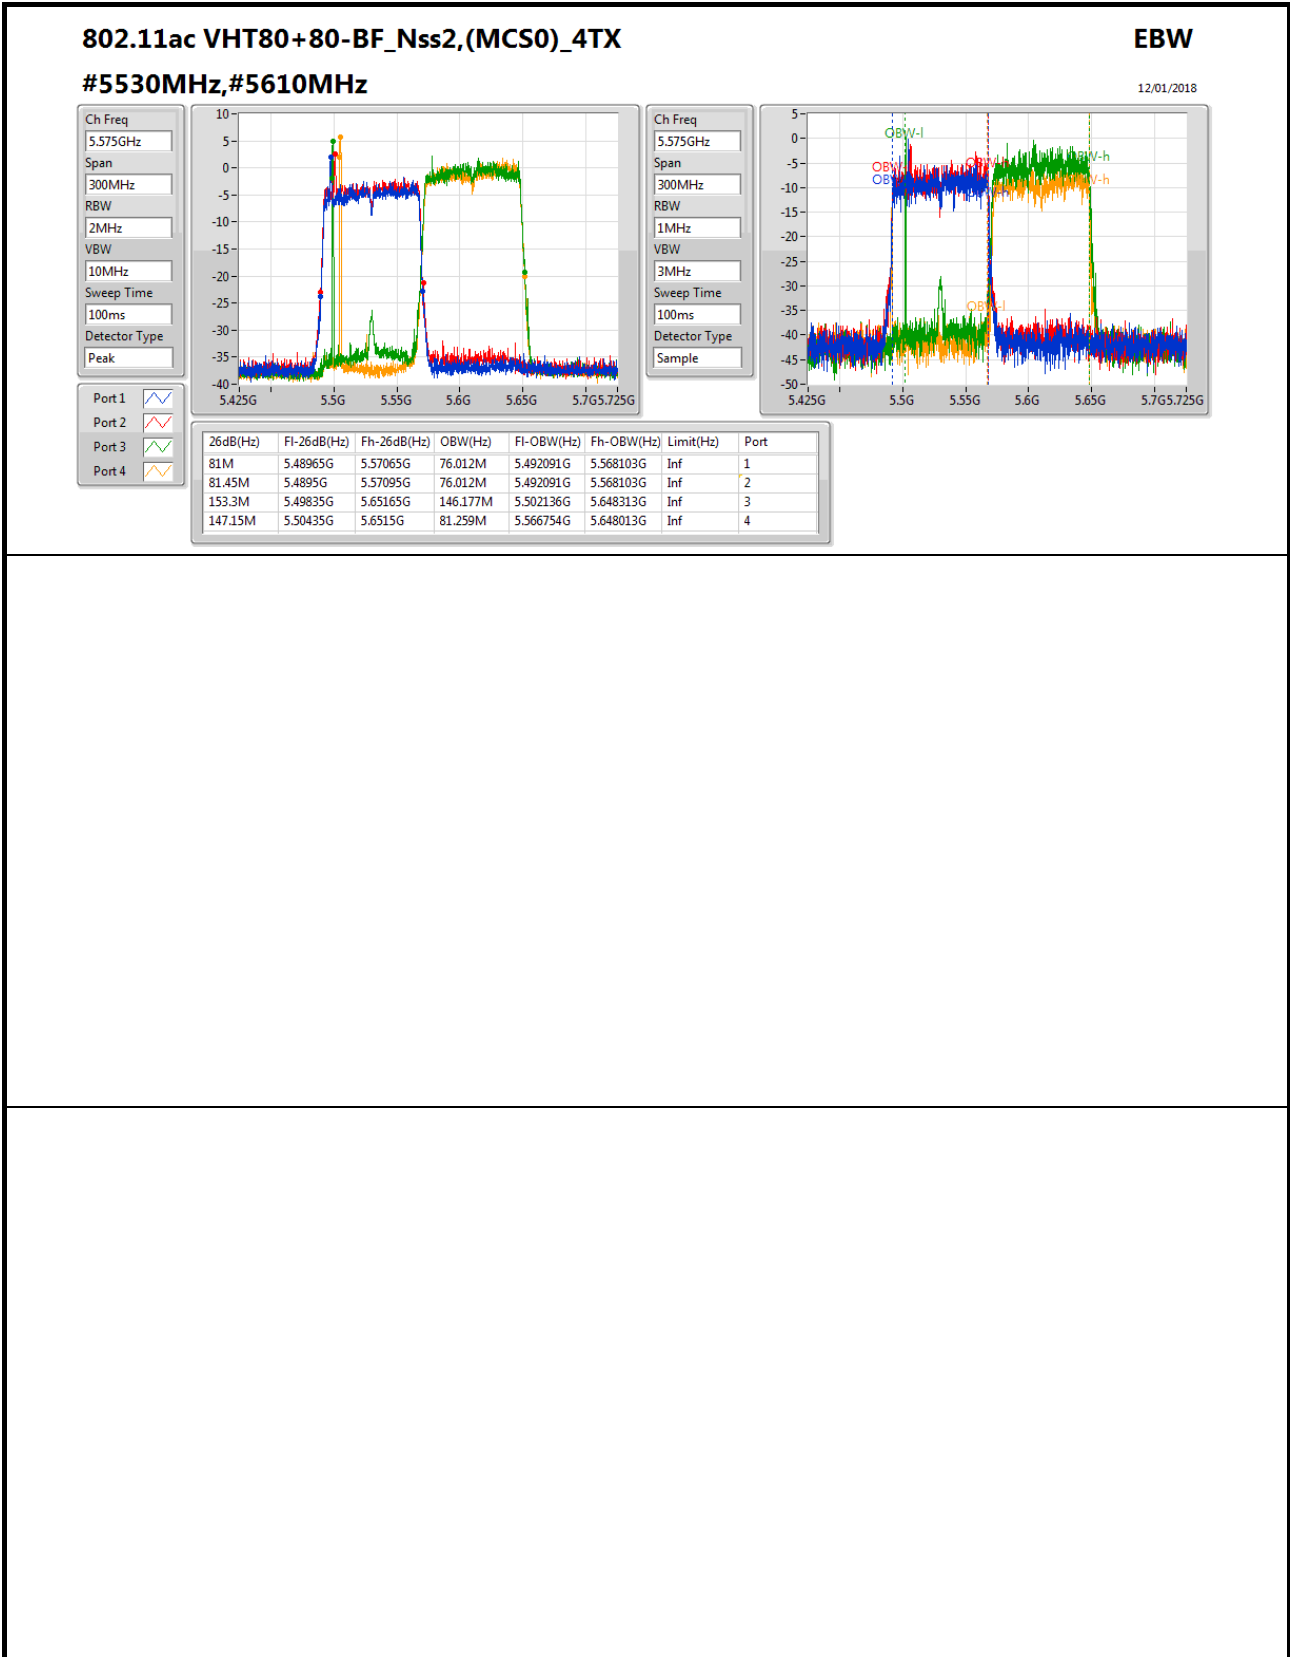 802.11ac VHT80+80-BF_Nss2,(MCS0)_4TX
EBW
#5530MHz,#5610MHz
12/01/2018
Ch Freq
5.575GHz
Span
300MHz
RBW
2MHz
VBW
10MHz
Sweep Time
100ms
Detector Type
Peak
10
5
0
-5
-10
-15
-20
-25
-30
-35
-40
5.425G 5.5G 5.55G 5.6G 5.65G 5.7G 5.725G
Ch Freq
5.575GHz
Span
300MHz
RBW
1MHz
VBW
3MHz
Sweep Time
100ms
Detector Type
Sample
5
0
-5
-10
-15
-20
-25
-30
-35
-40
-45
-50
OBW-l
OBW-l
5.425G 5.5G 5.55G 5.6G 5.65G 5.7G 5.725G
Port 1
Port 2
Port 3
Port 4
26dB(Hz) Fl-26dB(Hz) Fh-26dB(Hz) OBW(Hz) Fl-OBW(Hz) Fh-OBW(Hz) Limit(Hz) Port
81M 5.48965G 5.57065G 76.012M 5.492091G 5.568103G Inf 1
81.45M 5.4895G 5.57095G 76.012M 5.492091G 5.568103G Inf 2
153.3M 5.49835G 5.65165G 146.177M 5.502136G 5.648313G Inf 3
147.15M 5.50435G 5.6515G 81.259M 5.566754G 5.648013G Inf 4